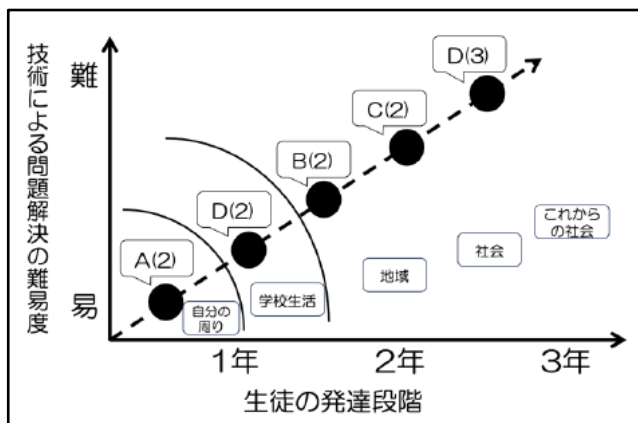 技術による問題解決の難易度
難
易
D(3)
C(2)
B(2)
D(2)
A(2)
自分の
周り
学校生活
地域
社会
これから
の社会
1年
2年
3年
生徒の発達段階